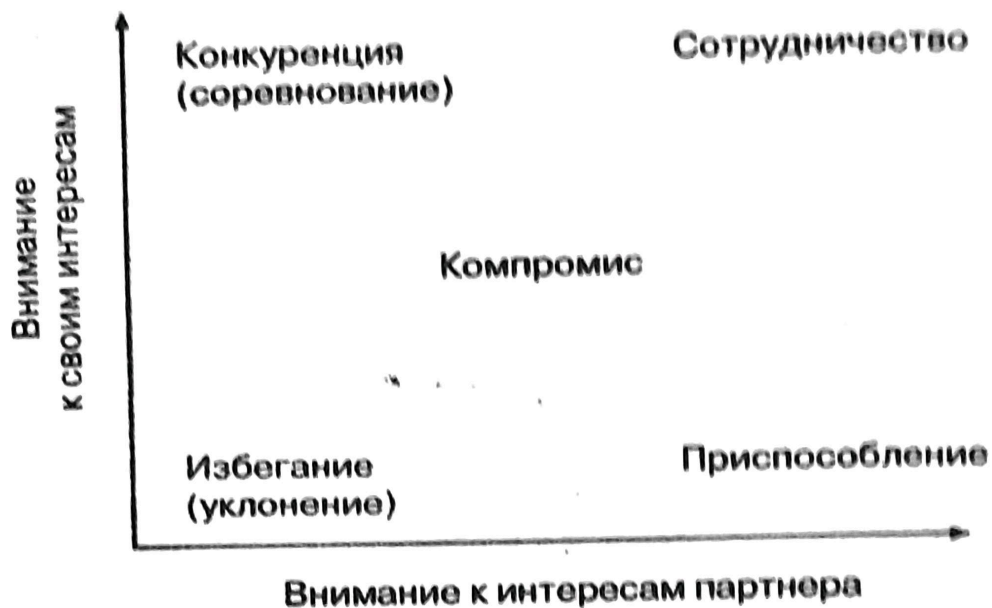 Конкуренция
(соревнование)
Сотрудничество
Внимание
к своим интересам
Компромис
Избегание
(уклонение)
Приспособление
Внимание к интересам партнера